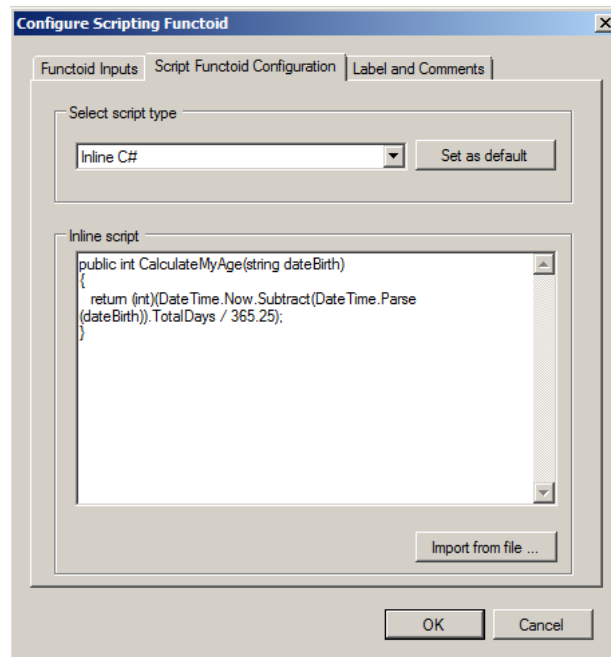 Configure Scripting Functoid
Functoid Inputs Script Functoid Configuration Label and Comments
Select script type
Inline C# Set as default
Inline script
public int CalculateMyAge(string dateBirth)
{
return (int)(DateTime.Now.Subtract(DateTime.Parse
(dateBirth)).TotalDays / 365.25);
}
Import from file ...
OK Cancel